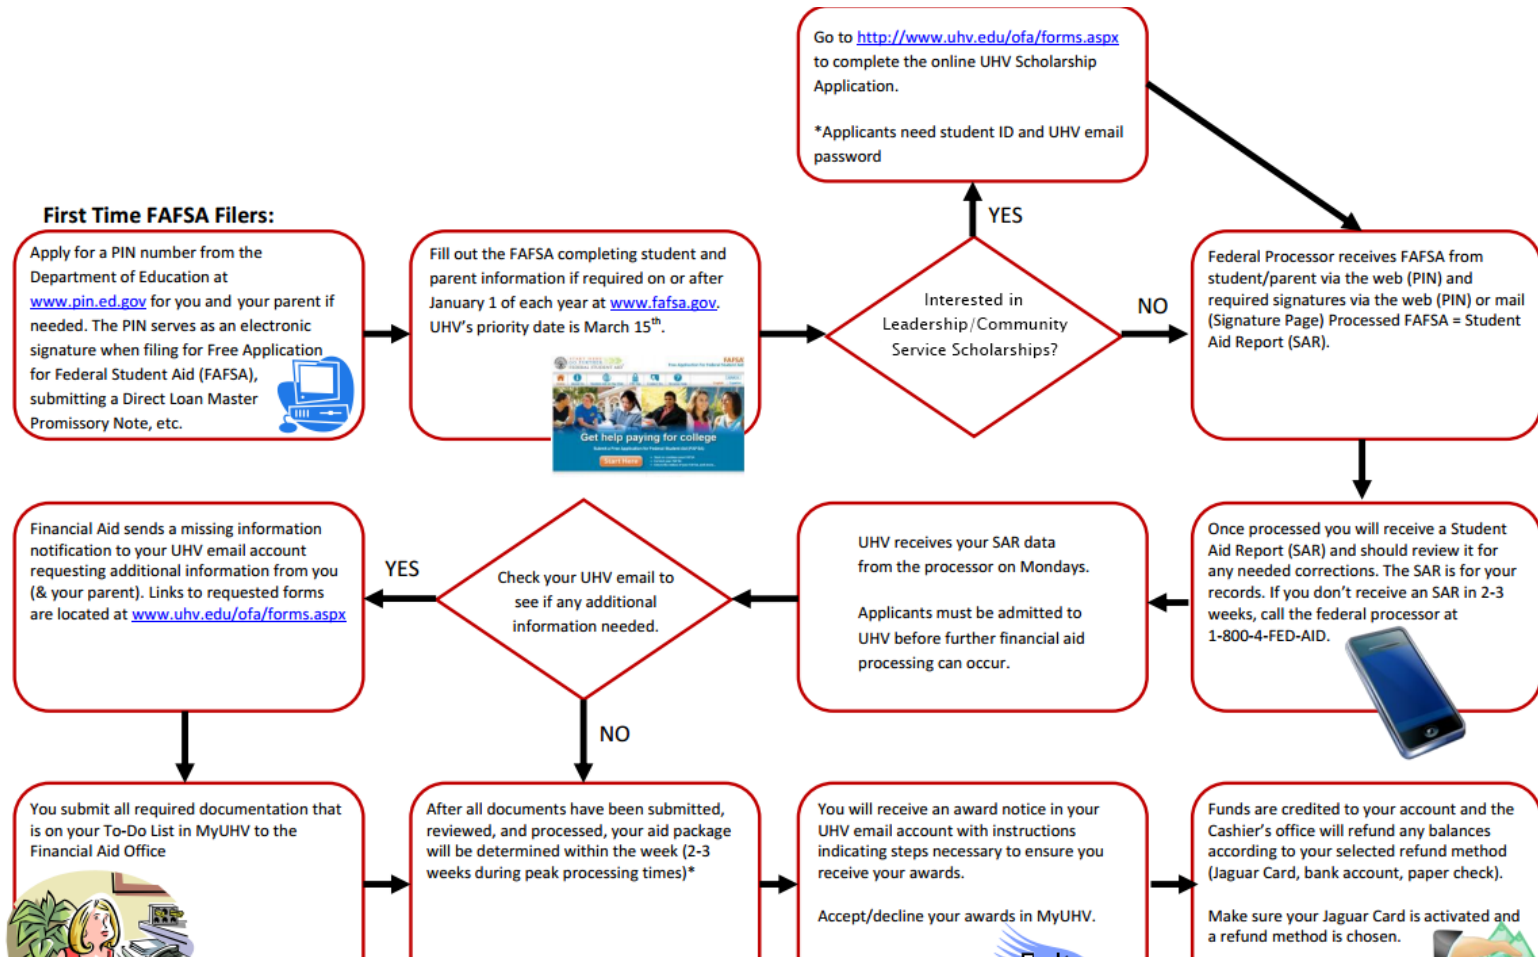 Go to http://www.uhv.edu/ofa/forms.aspx
to complete the online UHV Scholarship
Application.
*Applicants need student ID and UHV email
password
YES
First Time FAFSA Filers:
Apply for a PIN number from the
Department of Education at
www.pin.ed.gov for you and your parent if
needed. The PIN serves as an electronic
signature when filing for Free Application
for Federal Student Aid (FAFSA),
submitting a Direct Loan Master
Promissory Note, etc.
Fill out the FAFSA completing student and
parent information if required on or after
January 1 of each year at www.fafsa.gov.
UHV's priority date is March 15th.
FAFSA
Get help paying for college
Start Here
Interested in
Leadership/Community
Service Scholarships?
NO
Federal Processor receives FAFSA from
student/parent via the web (PIN) and
required signatures via the web (PIN) or mail
(Signature Page) Processed FAFSA = Student
Aid Report (SAR).
Financial Aid sends a missing information
notification to your UHV email account
requesting additional information from you
(& your parent). Links to requested forms
are located at www.uhv.edu/ofa/forms.aspx
YES
Check your UHV email to
see if any additional
information needed.
NO
UHV receives your SAR data
from the processor on Mondays.
Applicants must be admitted to
UHV before further financial aid
processing can occur.
Once processed you will receive a Student
Aid Report (SAR) and should review it for
any needed corrections. The SAR is for your
records. If you don't receive an SAR in 2-3
weeks, call the federal processor at
1-800-4-FED-AID.
You submit all required documentation that
is on your To-Do List in MyUHV to the
Financial Aid Office
After all documents have been submitted,
reviewed, and processed, your aid package
will be determined within the week (2-3
weeks during peak processing times)*
You will receive an award notice in your
UHV email account with instructions
indicating steps necessary to ensure you
receive your awards.
Accept/decline your awards in MyUHV.
Funds are credited to your account and the
Cashier's office will refund any balances
according to your selected refund method
(Jaguar Card, bank account, paper check).
Make sure your Jaguar Card is activated and
a refund method is chosen.